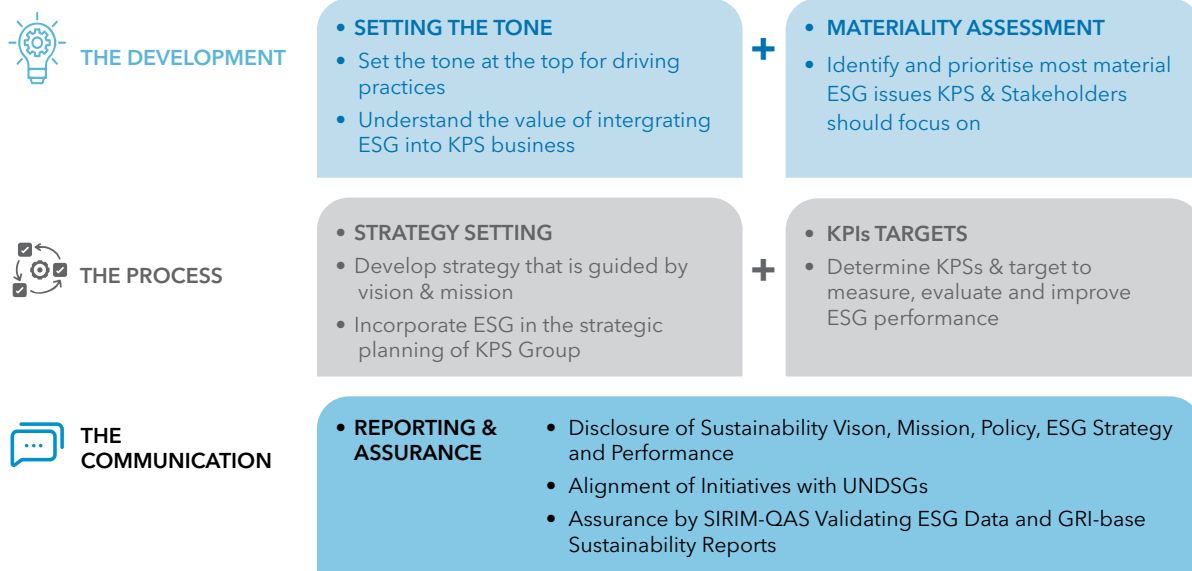 THE DEVELOPMENT
• SETTING THE TONE
• Set the tone at the top for driving
practices
• Understand the value of intergrating
ESG into KPS business
+
• MATERIALITY ASSESSMENT
• Identify and prioritise most material
ESG issues KPS & Stakeholders
should focus on
THE PROCESS
• STRATEGY SETTING
• Develop strategy that is guided by
vision & mission
• Incorporate ESG in the strategic
planning of KPS Group
+
• KPIs TARGETS
• Determine KPSs & target to
measure, evaluate and improve
ESG performance
THE
COMMUNICATION
• REPORTING &
ASSURANCE
• Disclosure of Sustainability Vison, Mission, Policy, ESG Strategy
and Performance
• Alignment of Initiatives with UNDSGs
• Assurance by SIRIM-QAS Validating ESG Data and GRI-base
Sustainability Reports